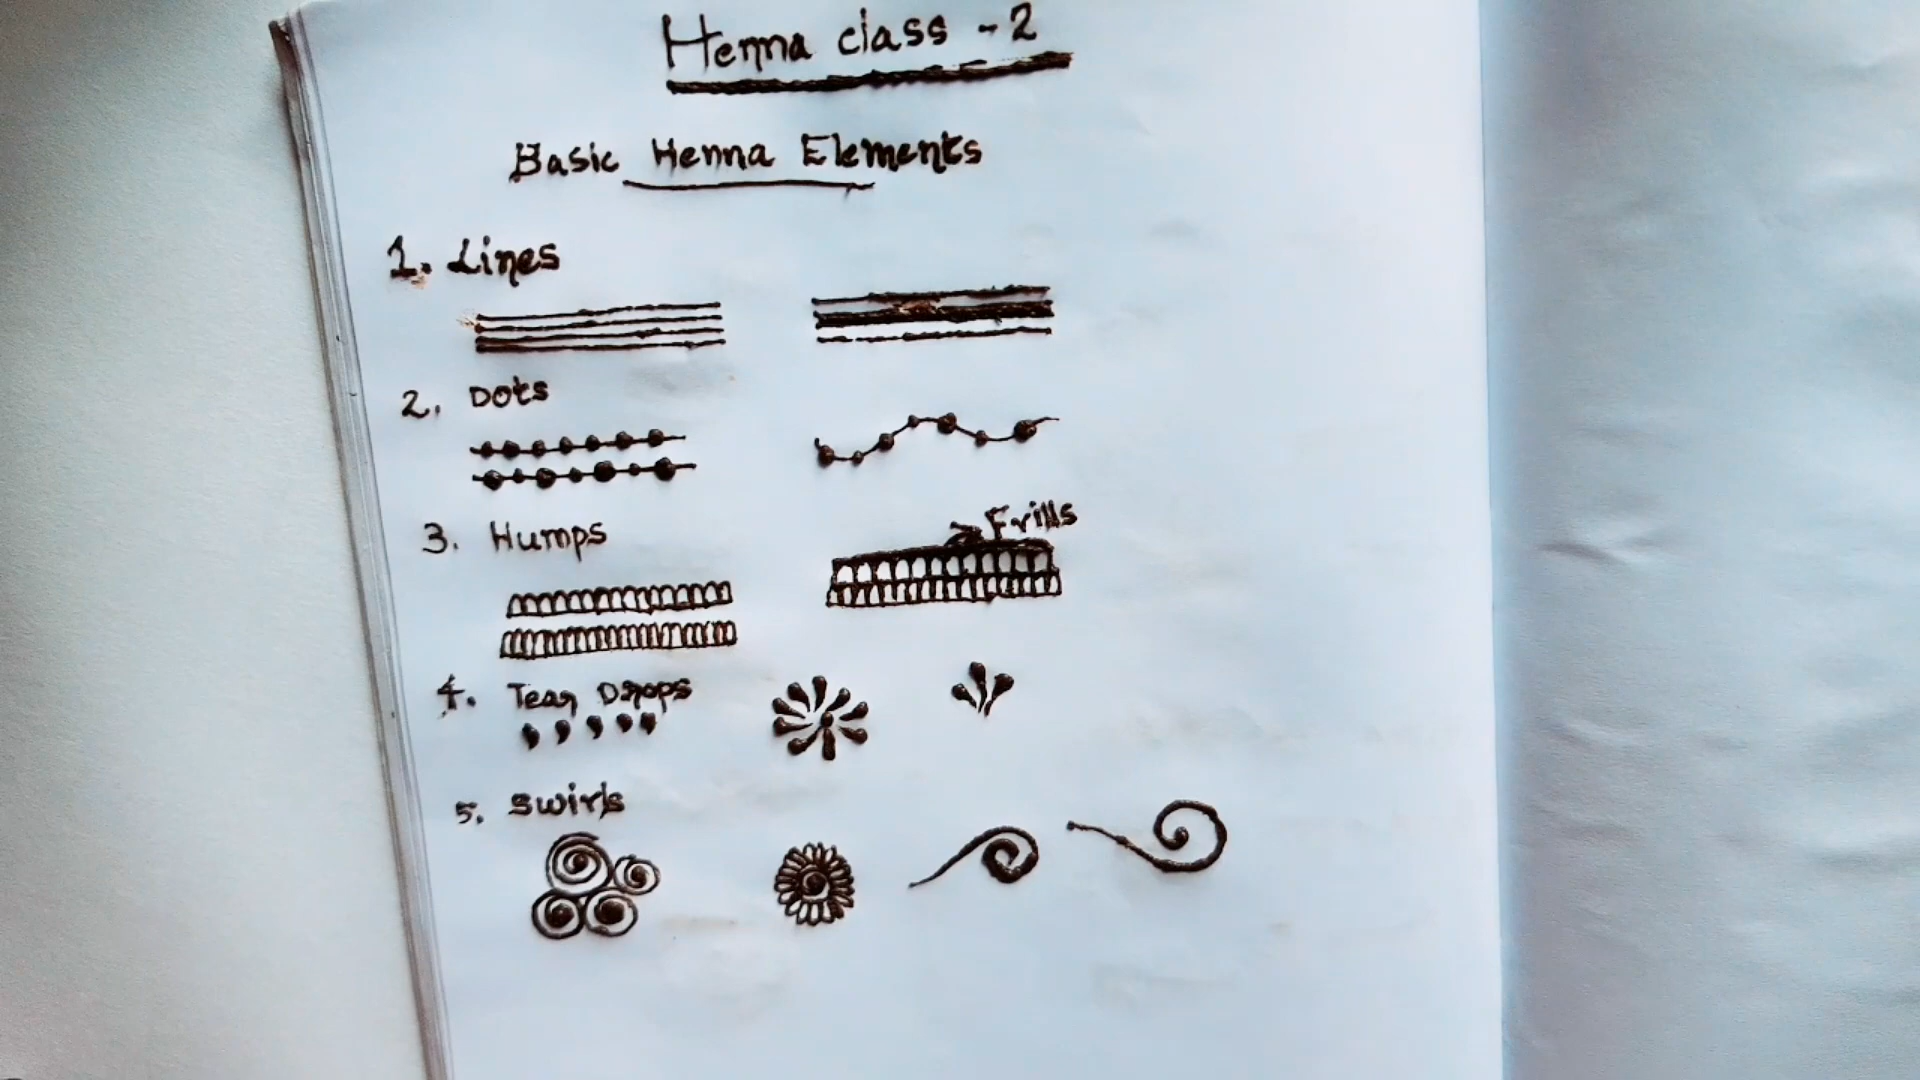 Henna class - 2
Basic Henna Elements
1. Lines
2. Dots
3. Humps
Frills
4. Tear Drops
5. Swirls